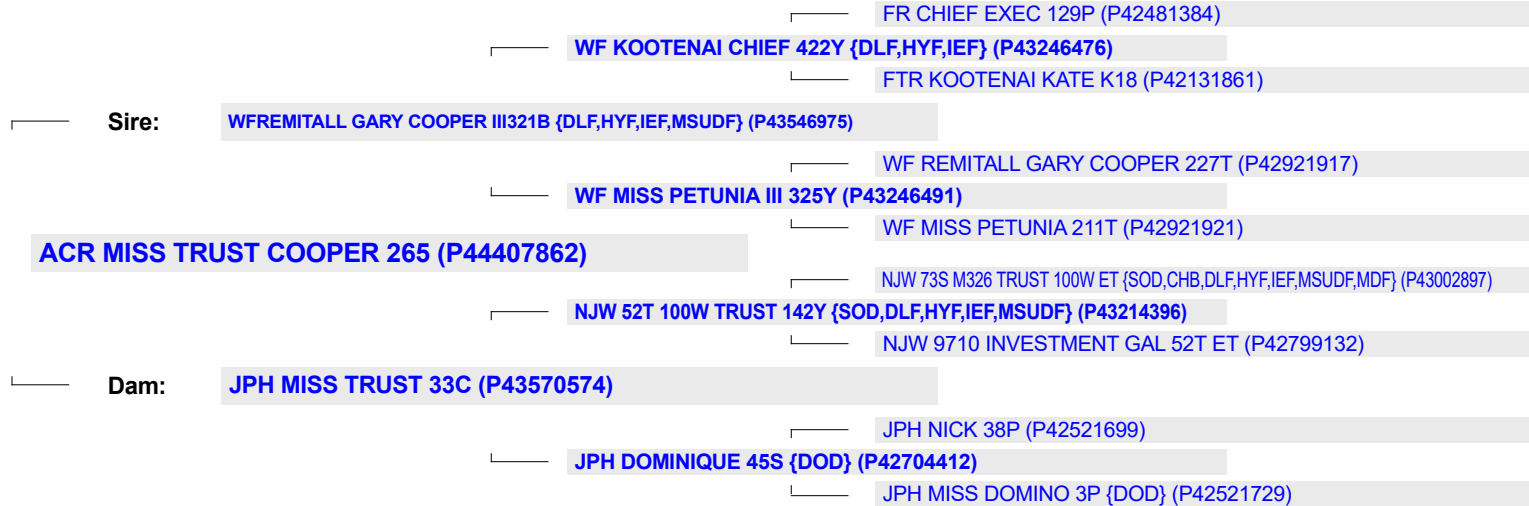 FR CHIEF EXEC 129P (P42481384)
WF KOOTENAI CHIEF 422Y {DLF,HYF,IEF} (P43246476)
FTR KOOTENAI KATE K18 (P42131861)
Sire: WFREMITALL GARY COOPER III321B {DLF,HYF,IEF,MSUDF} (P43546975)
WF REMITALL GARY COOPER 227T (P42921917)
WF MISS PETUNIA III 325Y (P43246491)
WF MISS PETUNIA 211T (P42921921)
ACR MISS TRUST COOPER 265 (P44407862)
NJW 73S M326 TRUST 100W ET {SOD,CHB,DLF,HYF,IEF,MSUDF,MDF} (P43002897)
NJW 52T 100W TRUST 142Y {SOD,DLF,HYF,IEF,MSUDF} (P43214396)
NJW 9710 INVESTMENT GAL 52T ET (P42799132)
Dam: JPH MISS TRUST 33C (P43570574)
JPH NICK 38P (P42521699)
JPH DOMINIQUE 45S {DOD} (P42704412)
JPH MISS DOMINO 3P {DOD} (P42521729)